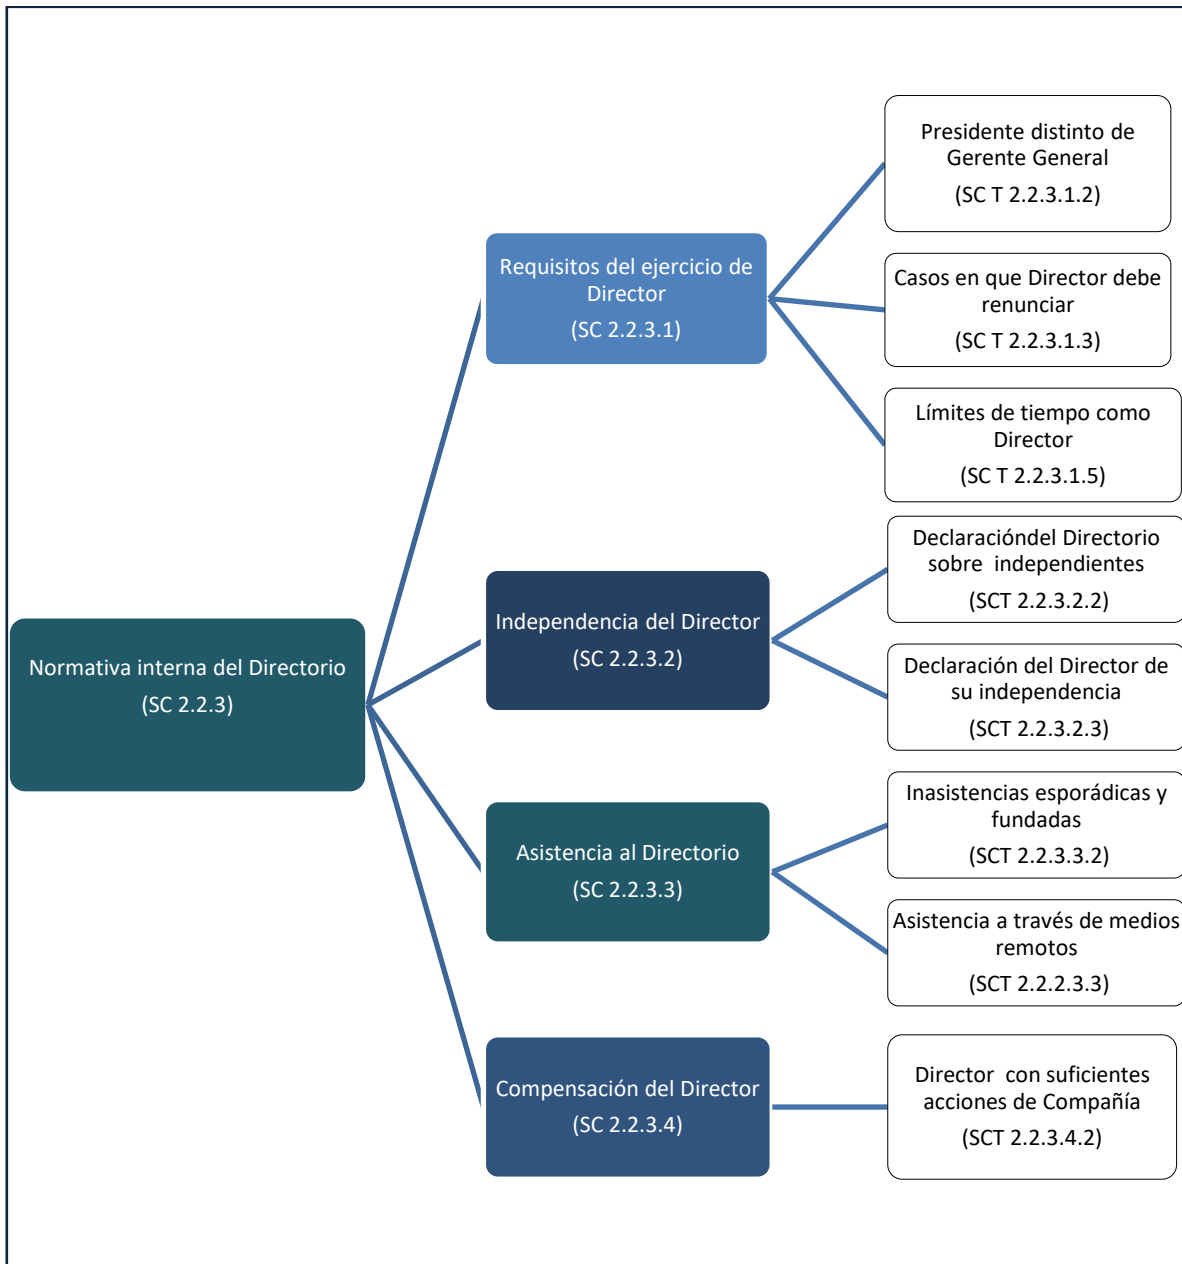 Normativa interna del Directorio
(SC 2.2.3)
Requisitos del ejercicio de
Director
(SC 2.2.3.1)
Presidente distinto de
Gerente General
(SC T 2.2.3.1.2)
Casos en que Director debe
renunciar
(SC T 2.2.3.1.3)
Límites de tiempo como
Director
(SC T 2.2.3.1.5)
Independencia del Director
(SC 2.2.3.2)
Declaracióndel Directorio
sobre  independientes
(SCT 2.2.3.2.2)
Declaración del Director de
su independencia
(SCT 2.2.3.2.3)
Asistencia al Directorio
(SC 2.2.3.3)
Inasistencias esporádicas y
fundadas
(SCT 2.2.3.3.2)
Asistencia a través de medios
remotos
(SCT 2.2.2.3.3)
Compensación del Director
(SC 2.2.3.4)
Director  con suficientes
acciones de Compañía
(SCT 2.2.3.4.2)